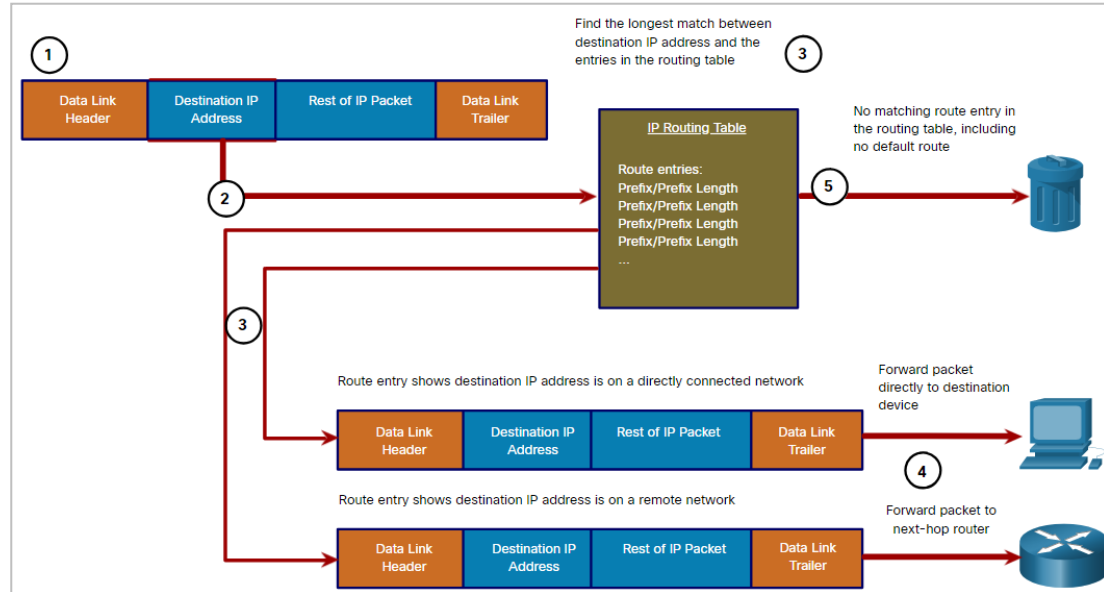 Find the longest match between
destination IP address and the
entries in the routing table
3
1
Data Link
Header
Destination IP
Address
Rest of IP Packet
Data Link
Trailer
2
IP Routing Table
Route entries:
Prefix/Prefix Length
Prefix/Prefix Length
Prefix/Prefix Length
Prefix/Prefix Length
...
No matching route entry in
the routing table, including
no default route
5
3
Route entry shows destination IP address is on a directly connected network
Data Link
Header
Destination IP
Address
Rest of IP Packet
Data Link
Trailer
Forward packet
directly to destination
device
4
Route entry shows destination IP address is on a remote network
Data Link
Header
Destination IP
Address
Rest of IP Packet
Data Link
Trailer
Forward packet to
next-hop router